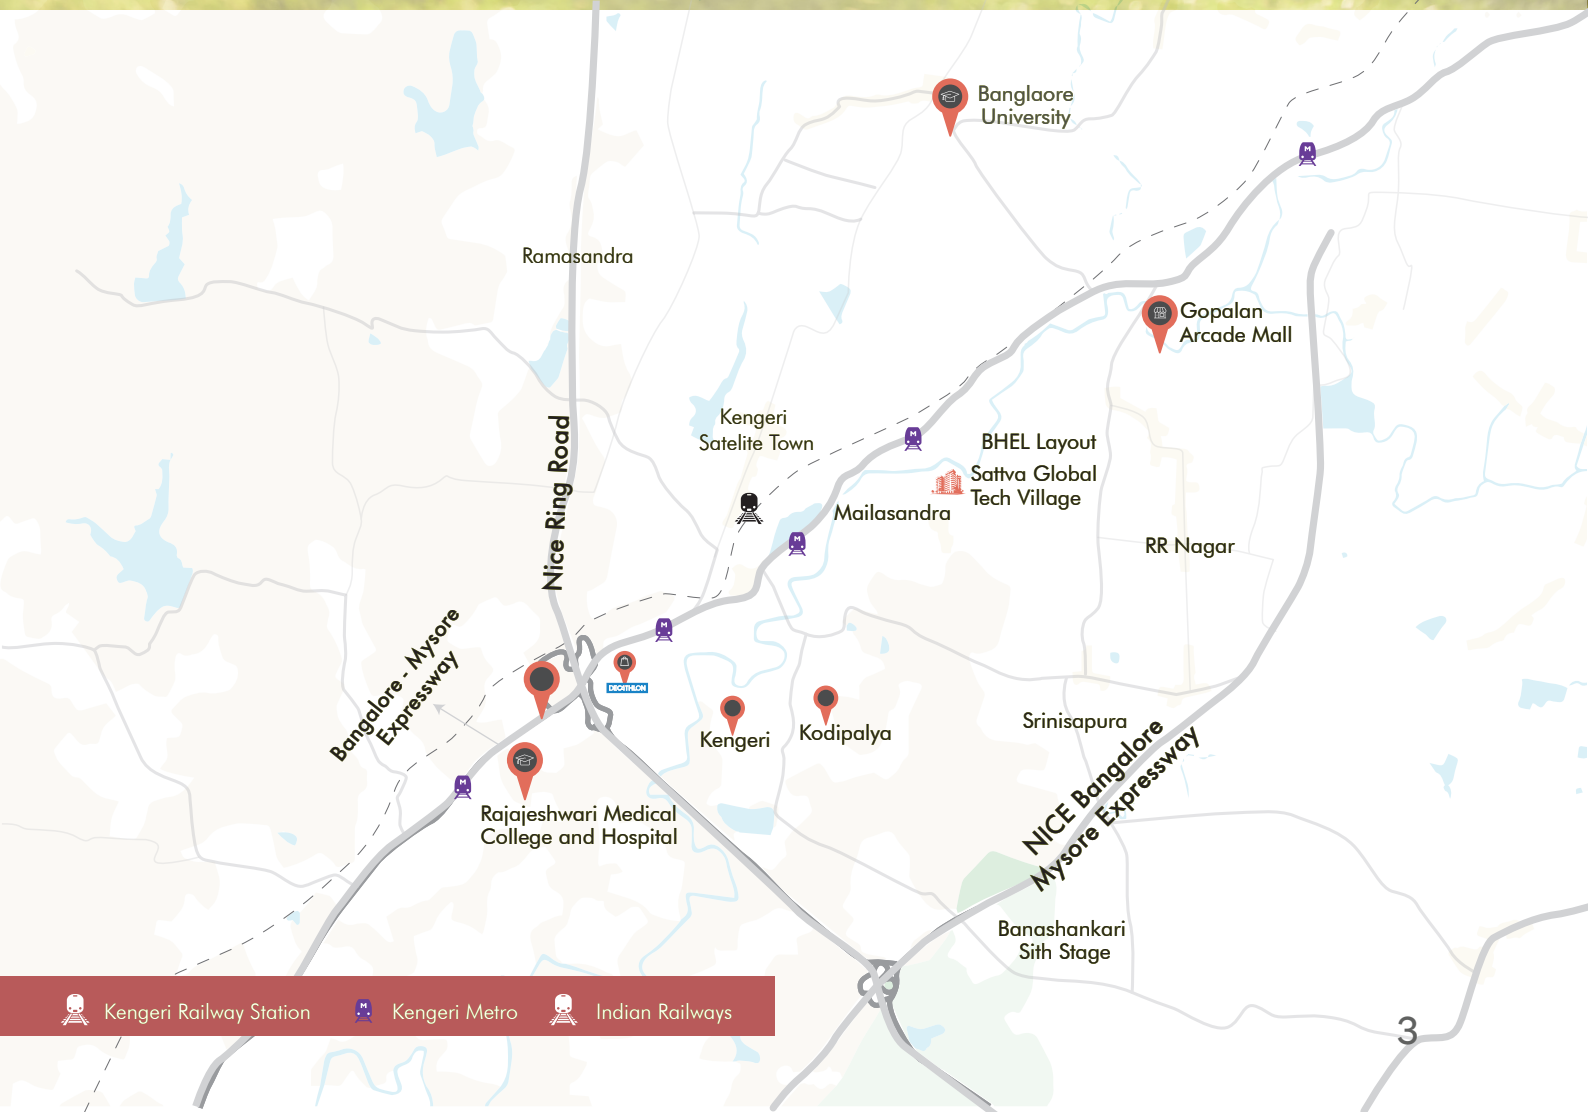 Banglaore
University
Ramasandra
Gopalan
Arcade Mall
Kengeri
Satelite Town
Nice Ring Road
BHEL Layout
Sattva Global
Tech Village
Mailasandra
RR Nagar
Bangalore - Mysore
Expressway
DECATHLON
Kengeri
Kodipalya
Srinisapura
NICE Bangalore
Mysore Expressway
Rajajeshwari Medical
College and Hospital
Banashankari
Sith Stage
M
M
M
M
M
Kengeri Railway Station
M
Kengeri Metro
Indian Railways
3